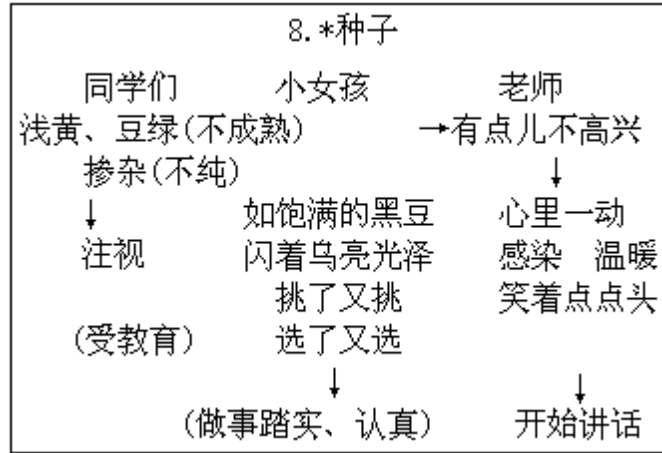 8.*种子
同学们 小女孩 老师
浅黄、豆绿(不成熟) →有点儿不高兴
掺杂(不纯) ↓
↓ 如饱满的黑豆 心里一动
注视 闪着乌亮光泽 感染 温暖
挑了又挑 笑着点点头
(受教育) 选了又选
↓ ↓
(做事踏实、认真) 开始讲话